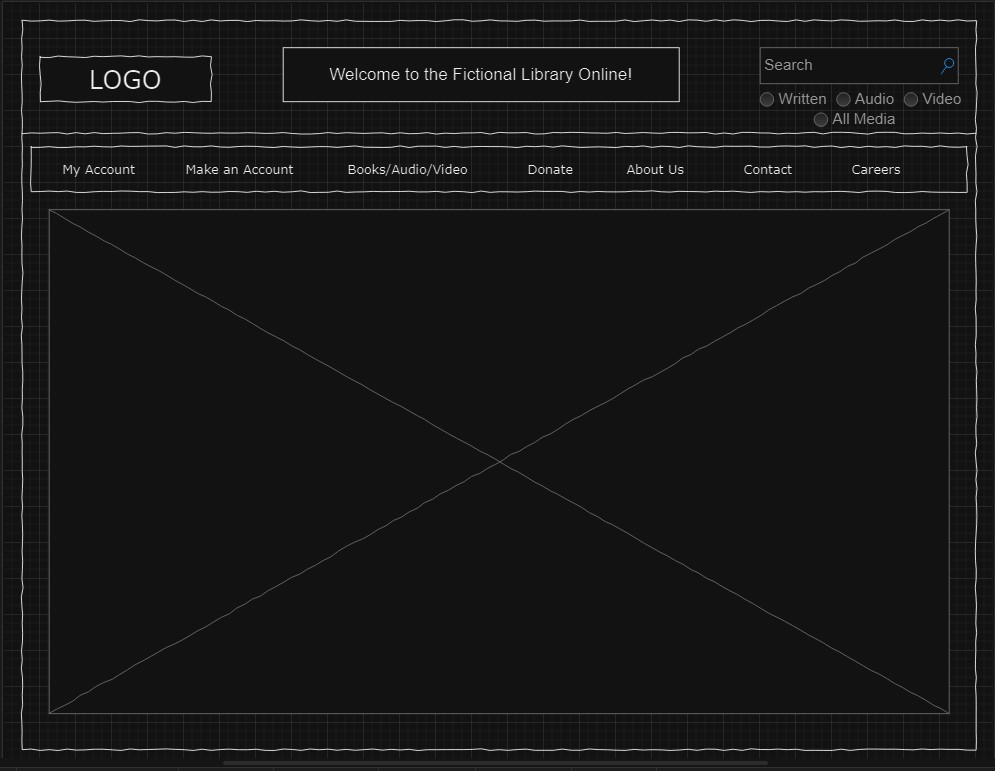 LOGO
Welcome to the Fictional Library Online!
Search
Written Audio Video
All Media
My Account Make an Account Books/Audio/Video Donate About Us Contact Careers